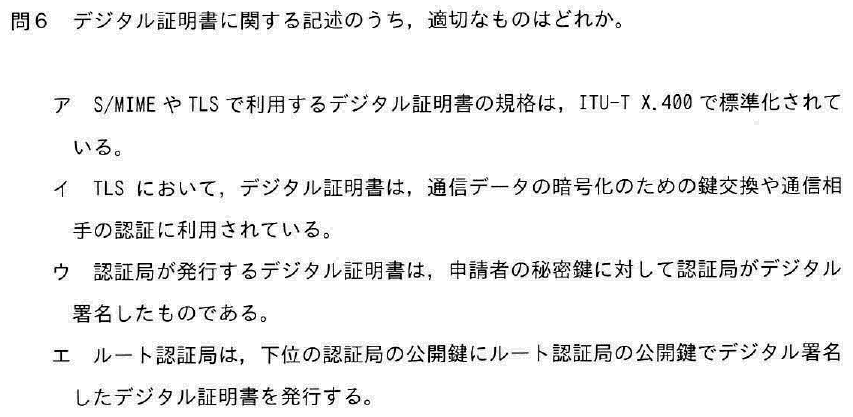 問6　デジタル証明書に関する記述のうち，適切なものはどれか。
ア　S/MIME や TLS で利用するデジタル証明書の規格は，ITU-T X.400 で標準化されて
いる。
イ　TLS において，デジタル証明書は，通信データの暗号化のための鍵交換や通信相
手の認証に利用されている。
ウ　認証局が発行するデジタル証明書は，申請者の秘密鍵に対して認証局がデジタル
署名したものである。
エ　ルート認証局は，下位の認証局の公開鍵にルート認証局の公開鍵でデジタル署名
したデジタル証明書を発行する。